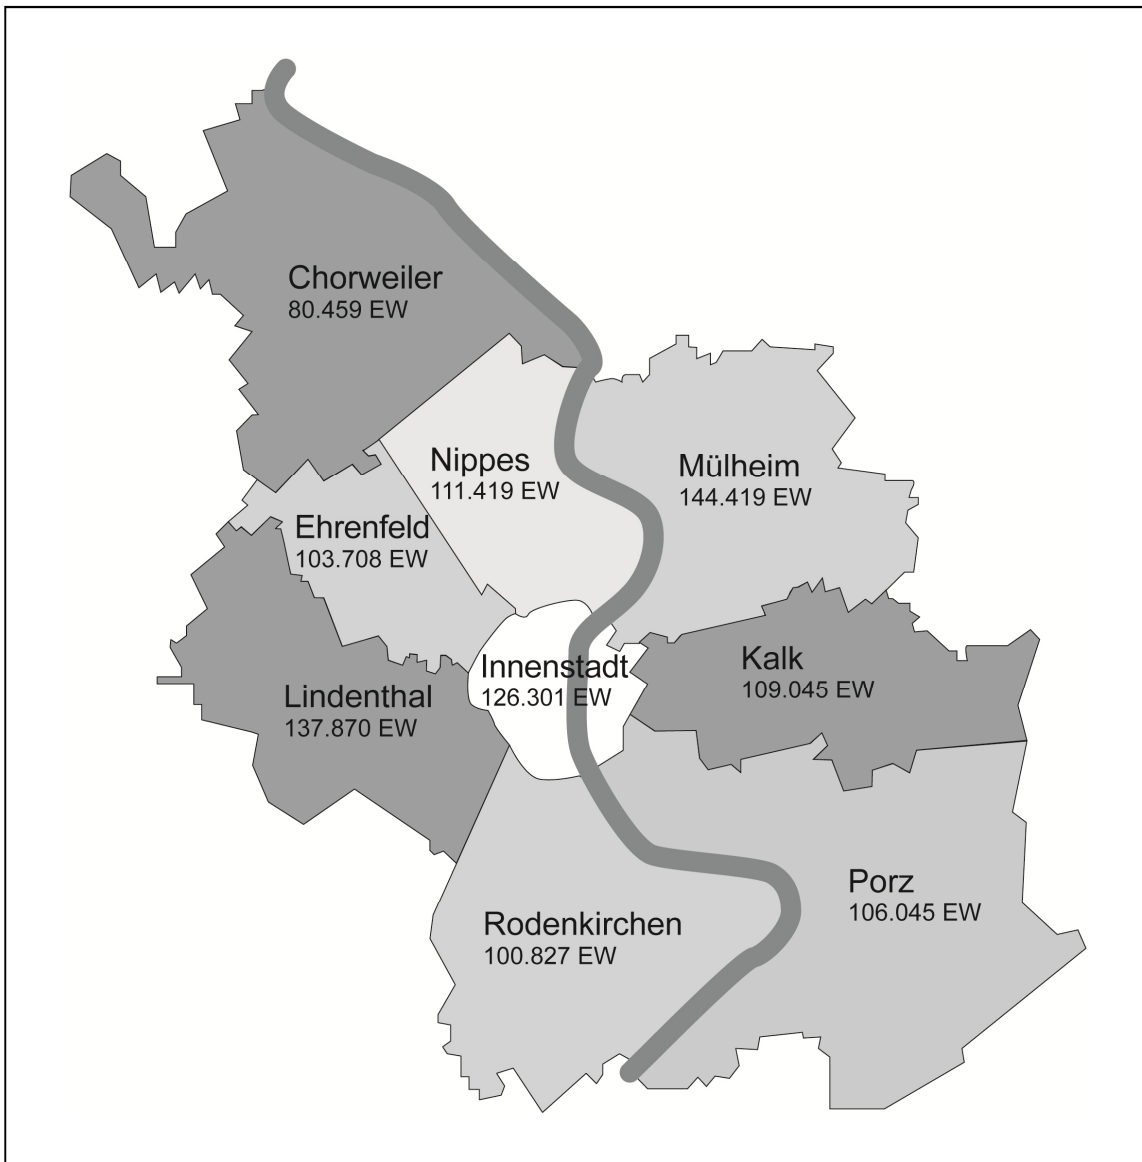 Chorweiler
80.459 EW
Nippes
111.419 EW
Mülheim
144.419 EW
Ehrenfeld
103.708 EW
Innenstadt
126.301 EW
Kalk
109.045 EW
Lindenthal
137.870 EW
Porz
106.045 EW
Rodenkirchen
100.827 EW